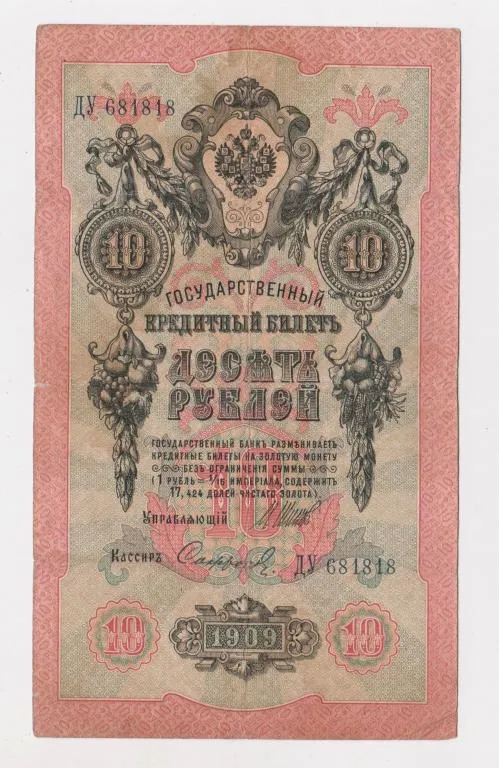 ДУ 681818
10 10
ГОСУДАРСТВЕННЫЙ
КРЕДИТНЫЙ БИЛЕТЪ
ДЕСЯТЬ
РУБЛЕЙ
ГОСУДАРСТВЕННЫЙ БАНКЪ РАЗМѢНИВАЕТЪ
КРЕДИТНЫЕ БИЛЕТЫ НА ЗОЛОТУЮ МОНЕТУ
БЕЗЪ ОГРАНИЧЕНІЯ СУММЫ
(1 РУБЛЬ = 1/15 ИМПЕРІАЛА, СОДЕРЖИТЪ
17,424 ДОЛЕЙ ЧИСТАГО ЗОЛОТА)
10
Управляющій
Кассиръ
ДУ 681818
10 1909 10